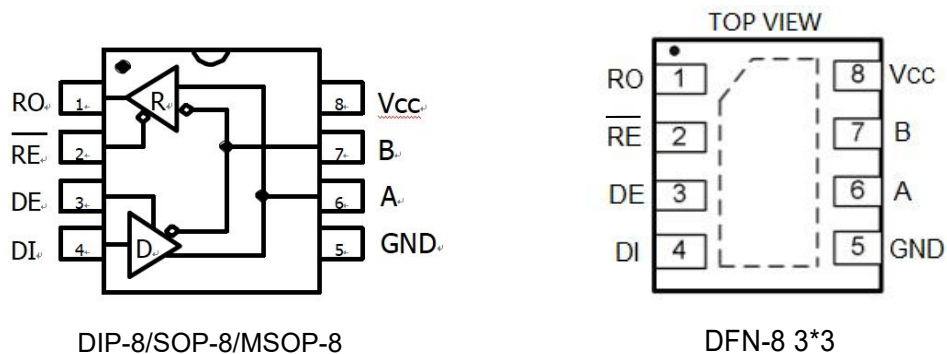 TOP VIEW
RO 1 R 8 Vcc
RE 2 7 B
DE 3 6 A
DI 4 D 5 GND
DIP-8/SOP-8/MSOP-8
RO 1 8 Vcc
RE 2 7 B
DE 3 6 A
DI 4 5 GND
DFN-8 3*3